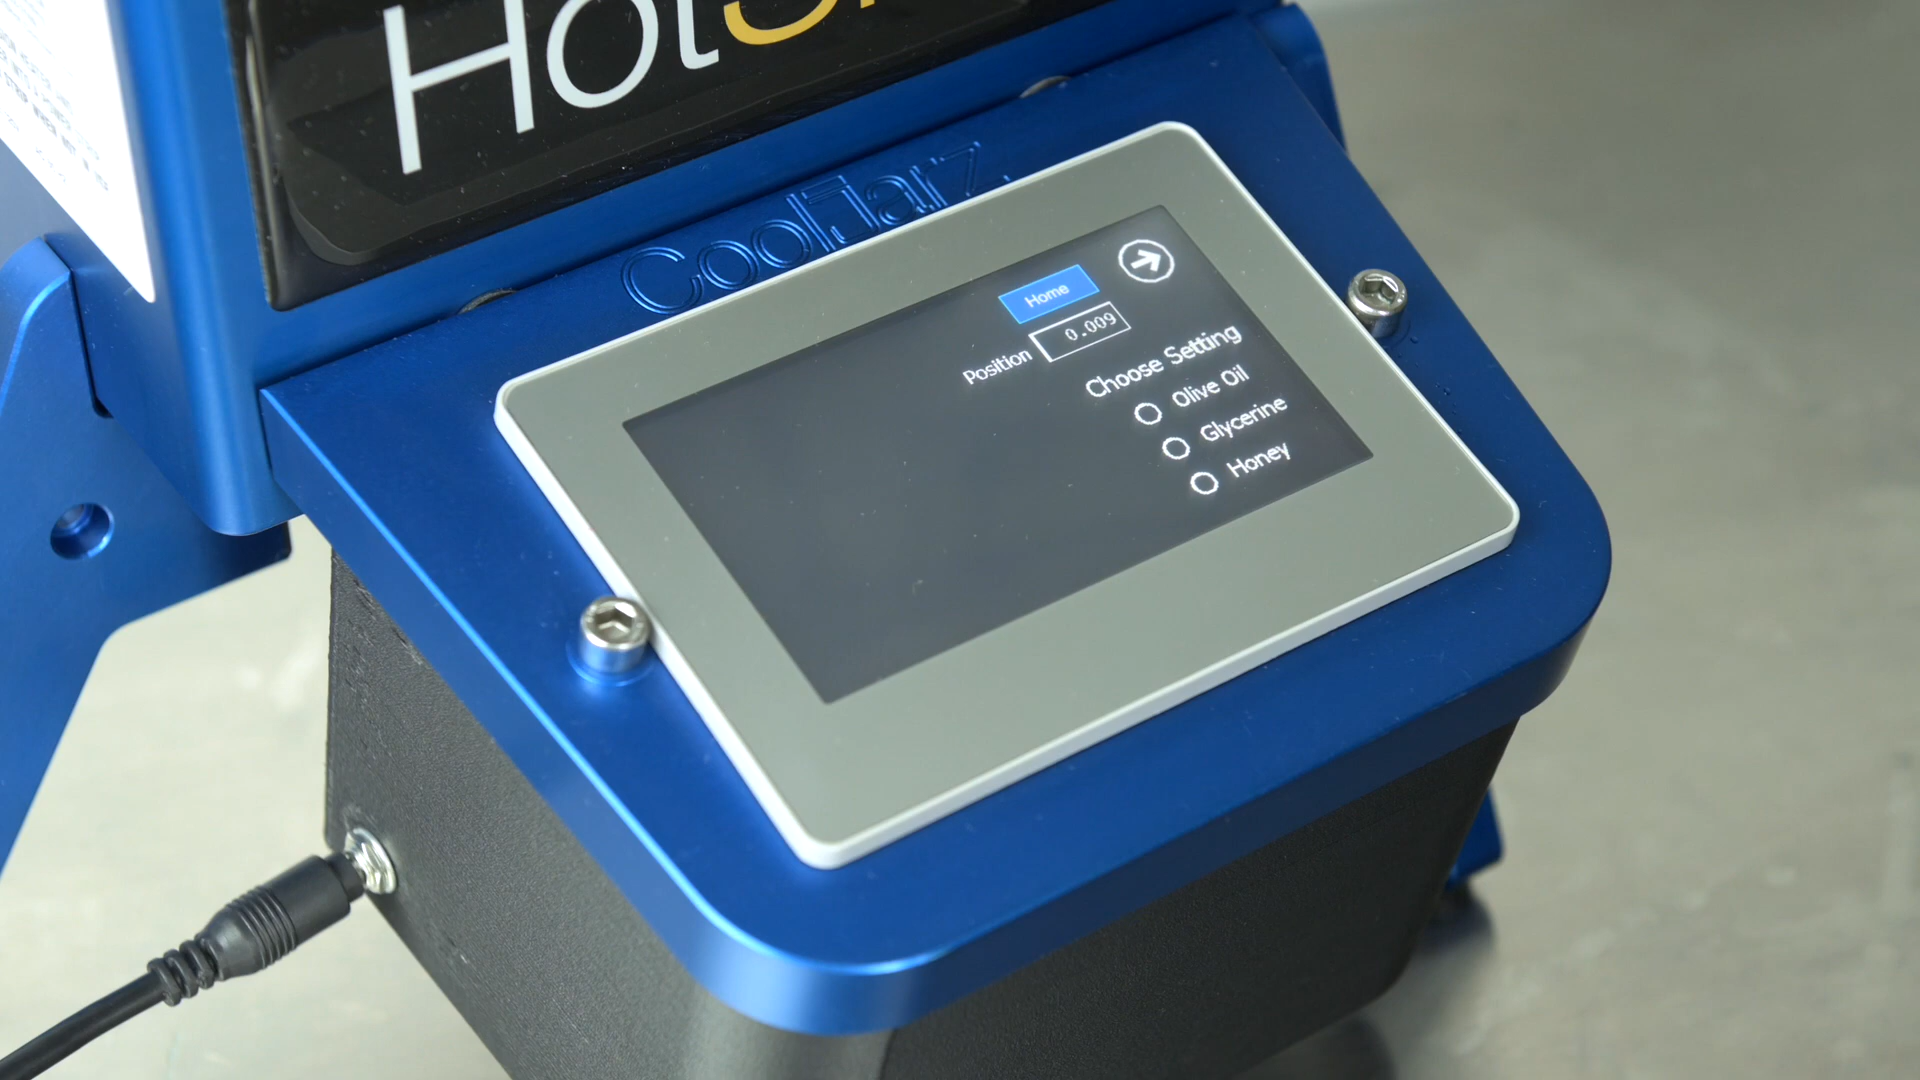 Hot
CoolJarz
Home
Position 0.009
Choose Setting
Olive Oil
Glycerine
Honey